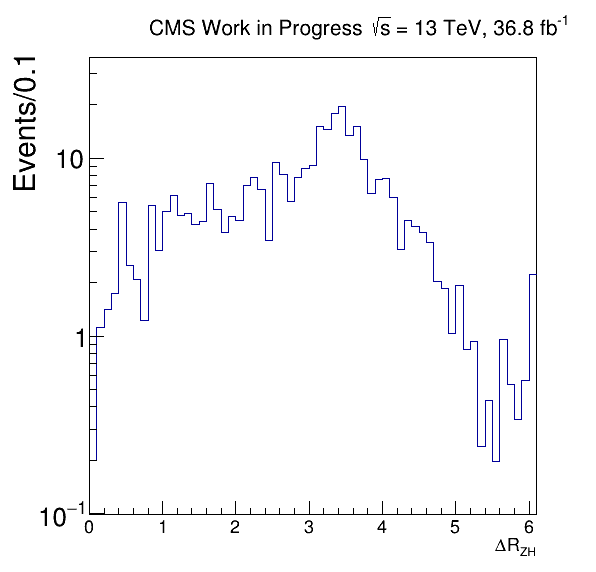 CMS Work in Progress √s = 13 TeV, 36.8 fb⁻¹
Events/0.1
10
1
10⁻¹
0 1 2 3 4 5 6
ΔR_ZH